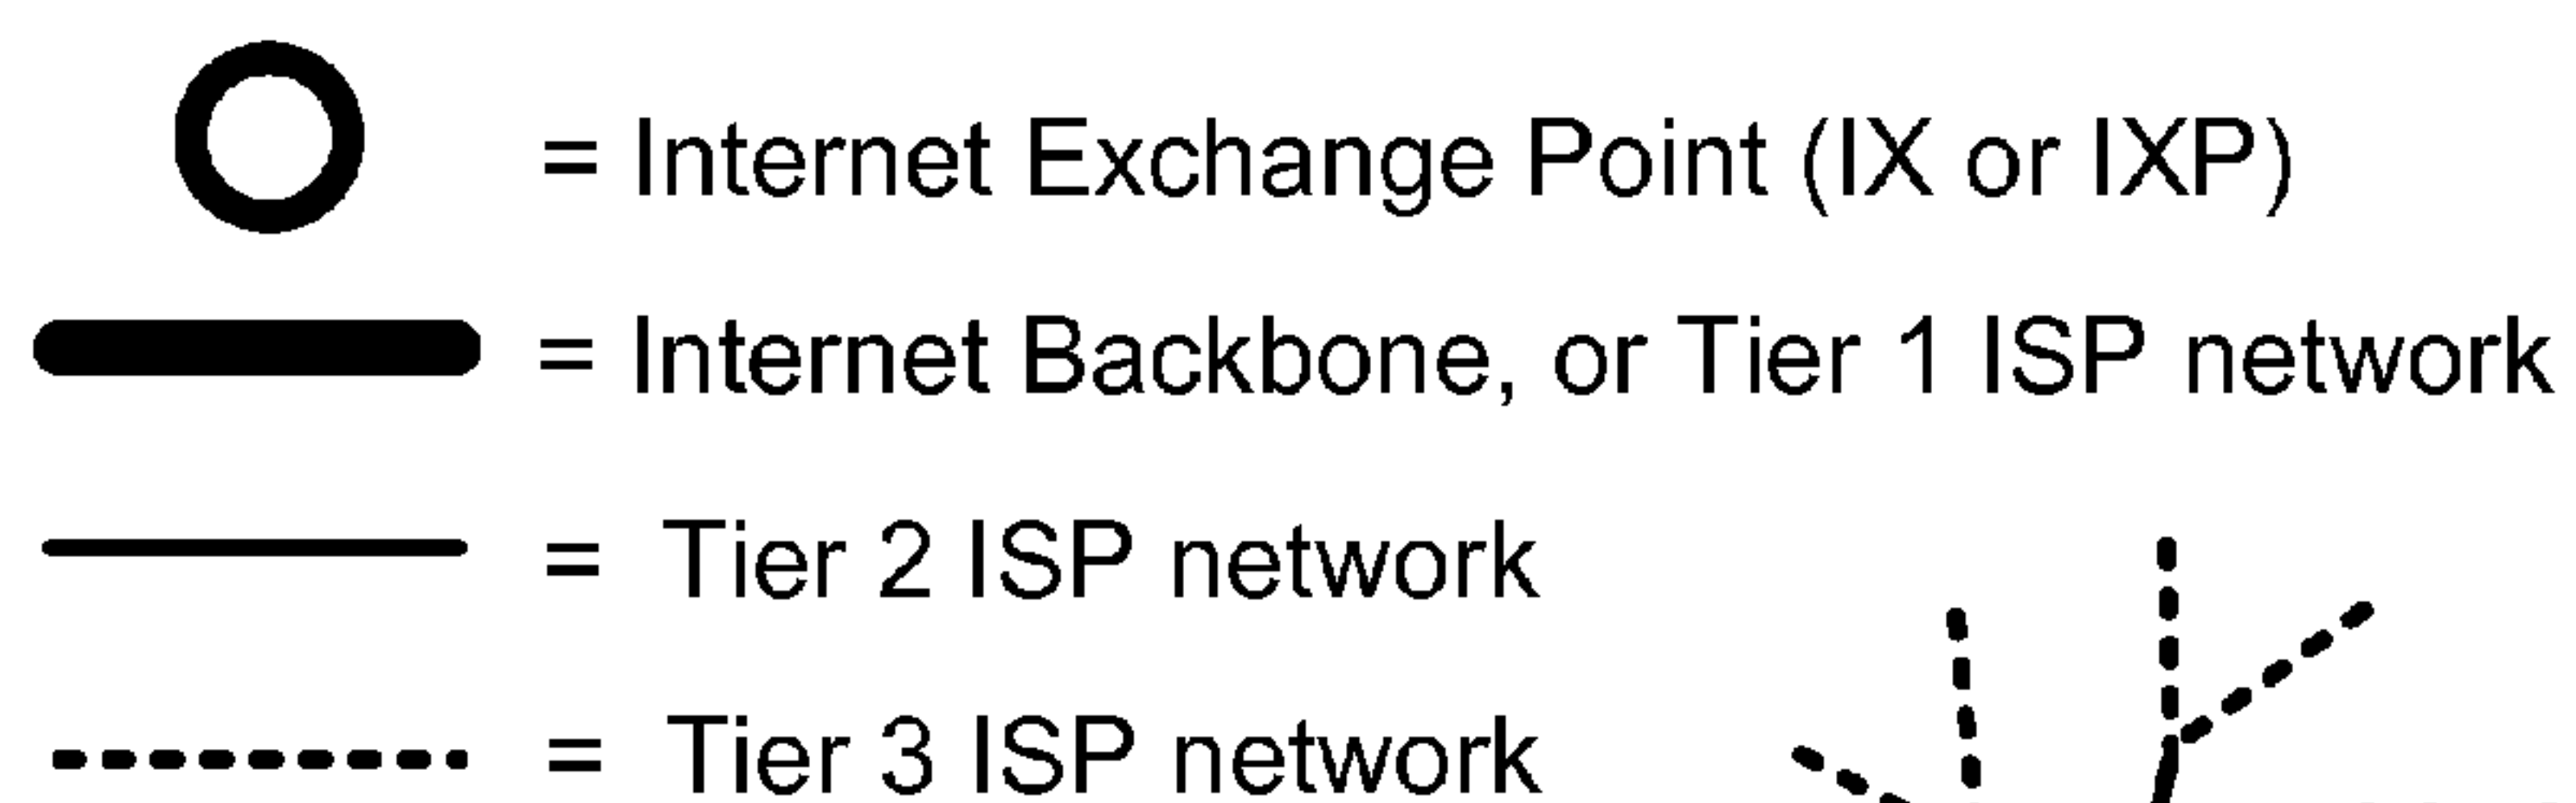 = Internet Exchange Point (IX or IXP)
= Internet Backbone, or Tier 1 ISP network
= Tier 2 ISP network
= Tier 3 ISP network